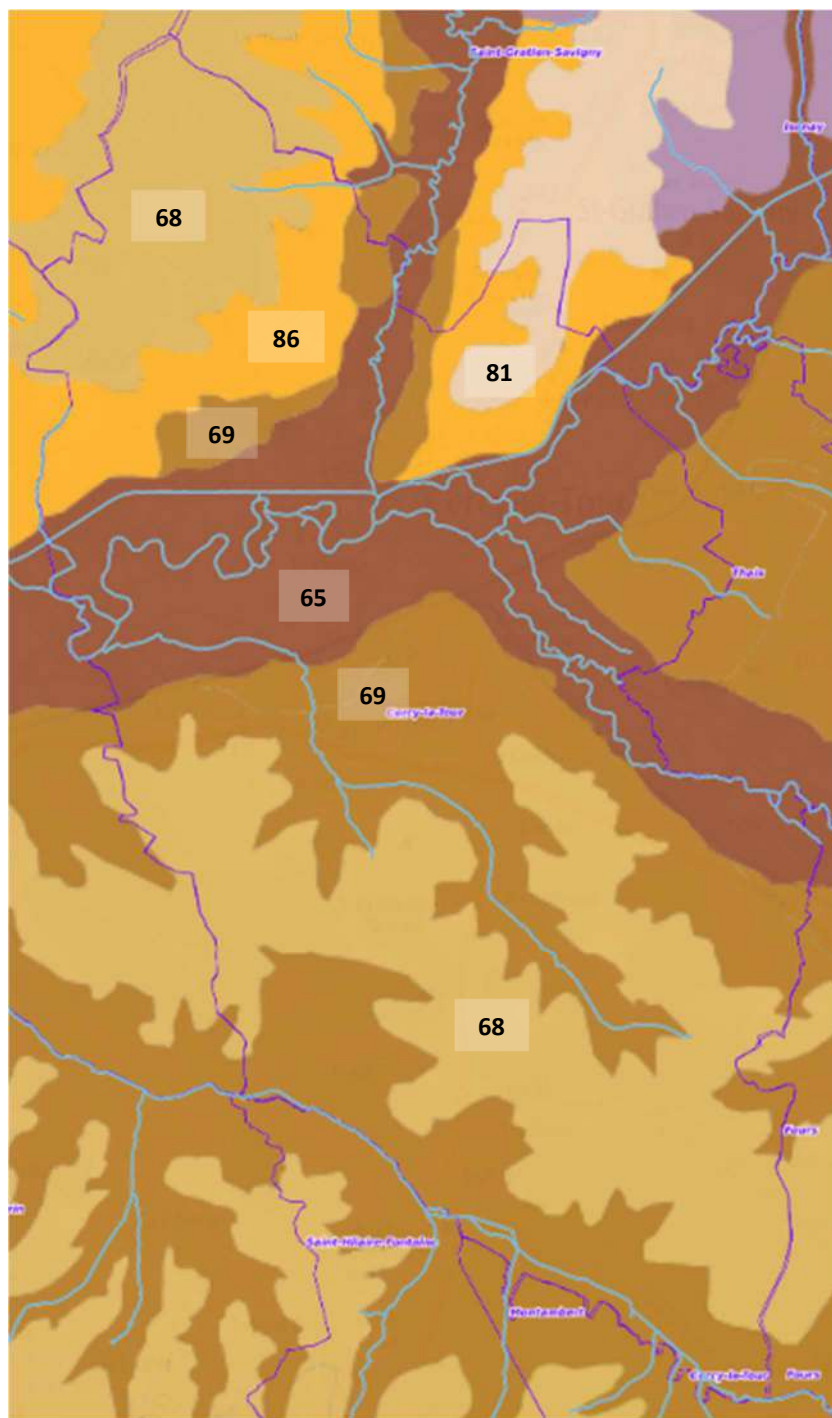 Saint-Gratien-Savigny
Isenay
68
86
81
69
65
Thaix
69
Cercy-la-Tour
68
Fours
Saint-Hilaire-Fontaine
Montambert
Cercy-la-Tour
Fours